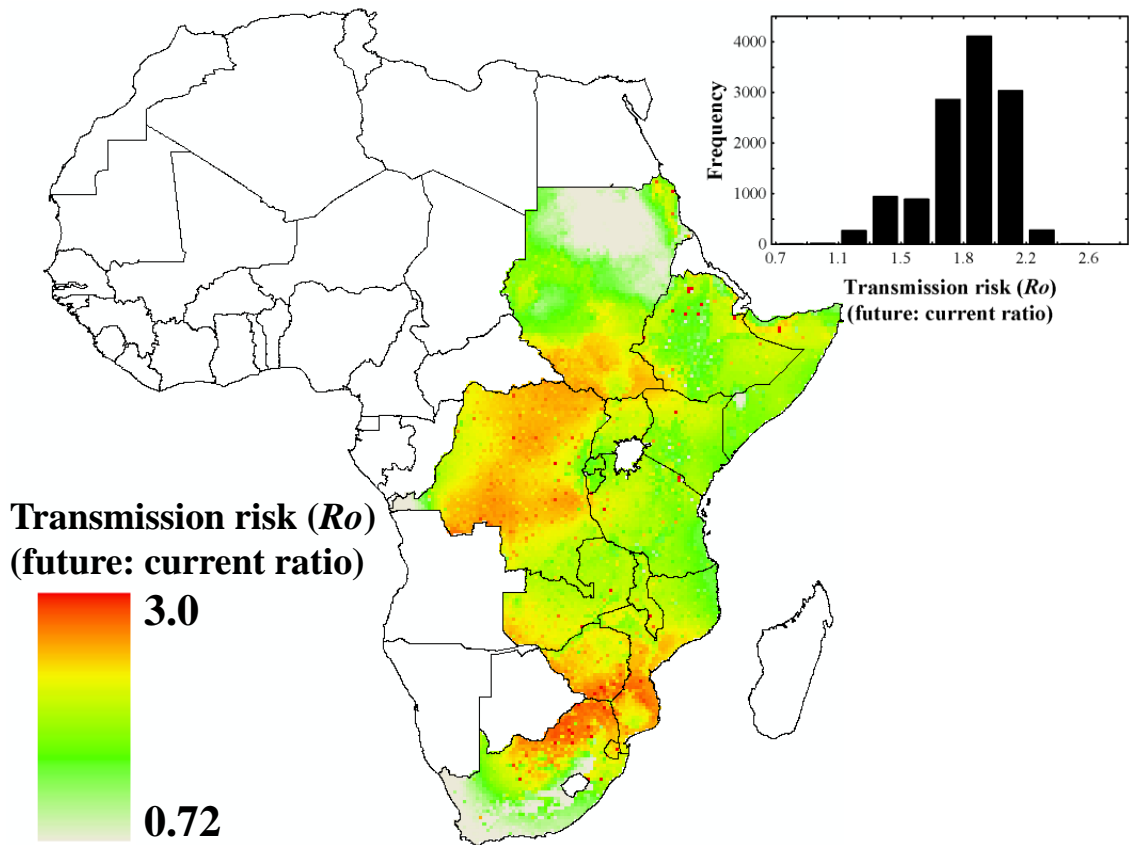 4000
3000
2000
1000
0
Frequency
0.7 1.1 1.5 1.8 2.2 2.6
Transmission risk (Ro)
(future: current ratio)
Transmission risk (Ro)
(future: current ratio)
3.0
0.72